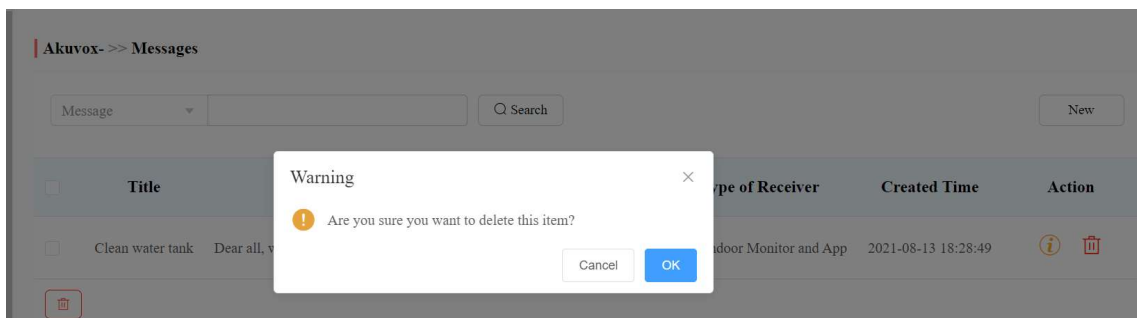 Akuvox- >> Messages
Message
Search
New
Title
Type of Receiver
Created Time
Action
Warning
Are you sure you want to delete this item?
Cancel
OK
Clean water tank
Dear all,
Indoor Monitor and App
2021-08-13 18:28:49